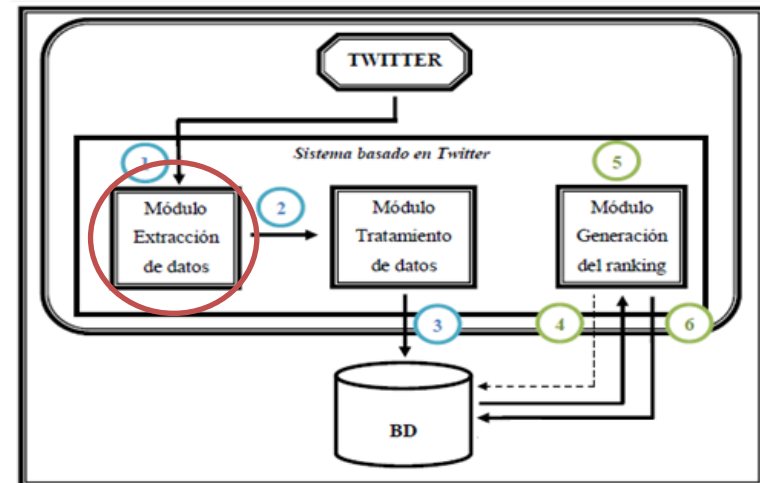 TWITTER
Sistema basado en Twitter
1
2
5
Módulo
Extracción
de datos
Módulo
Tratamiento
de datos
Módulo
Generación
del ranking
3
4
6
BD